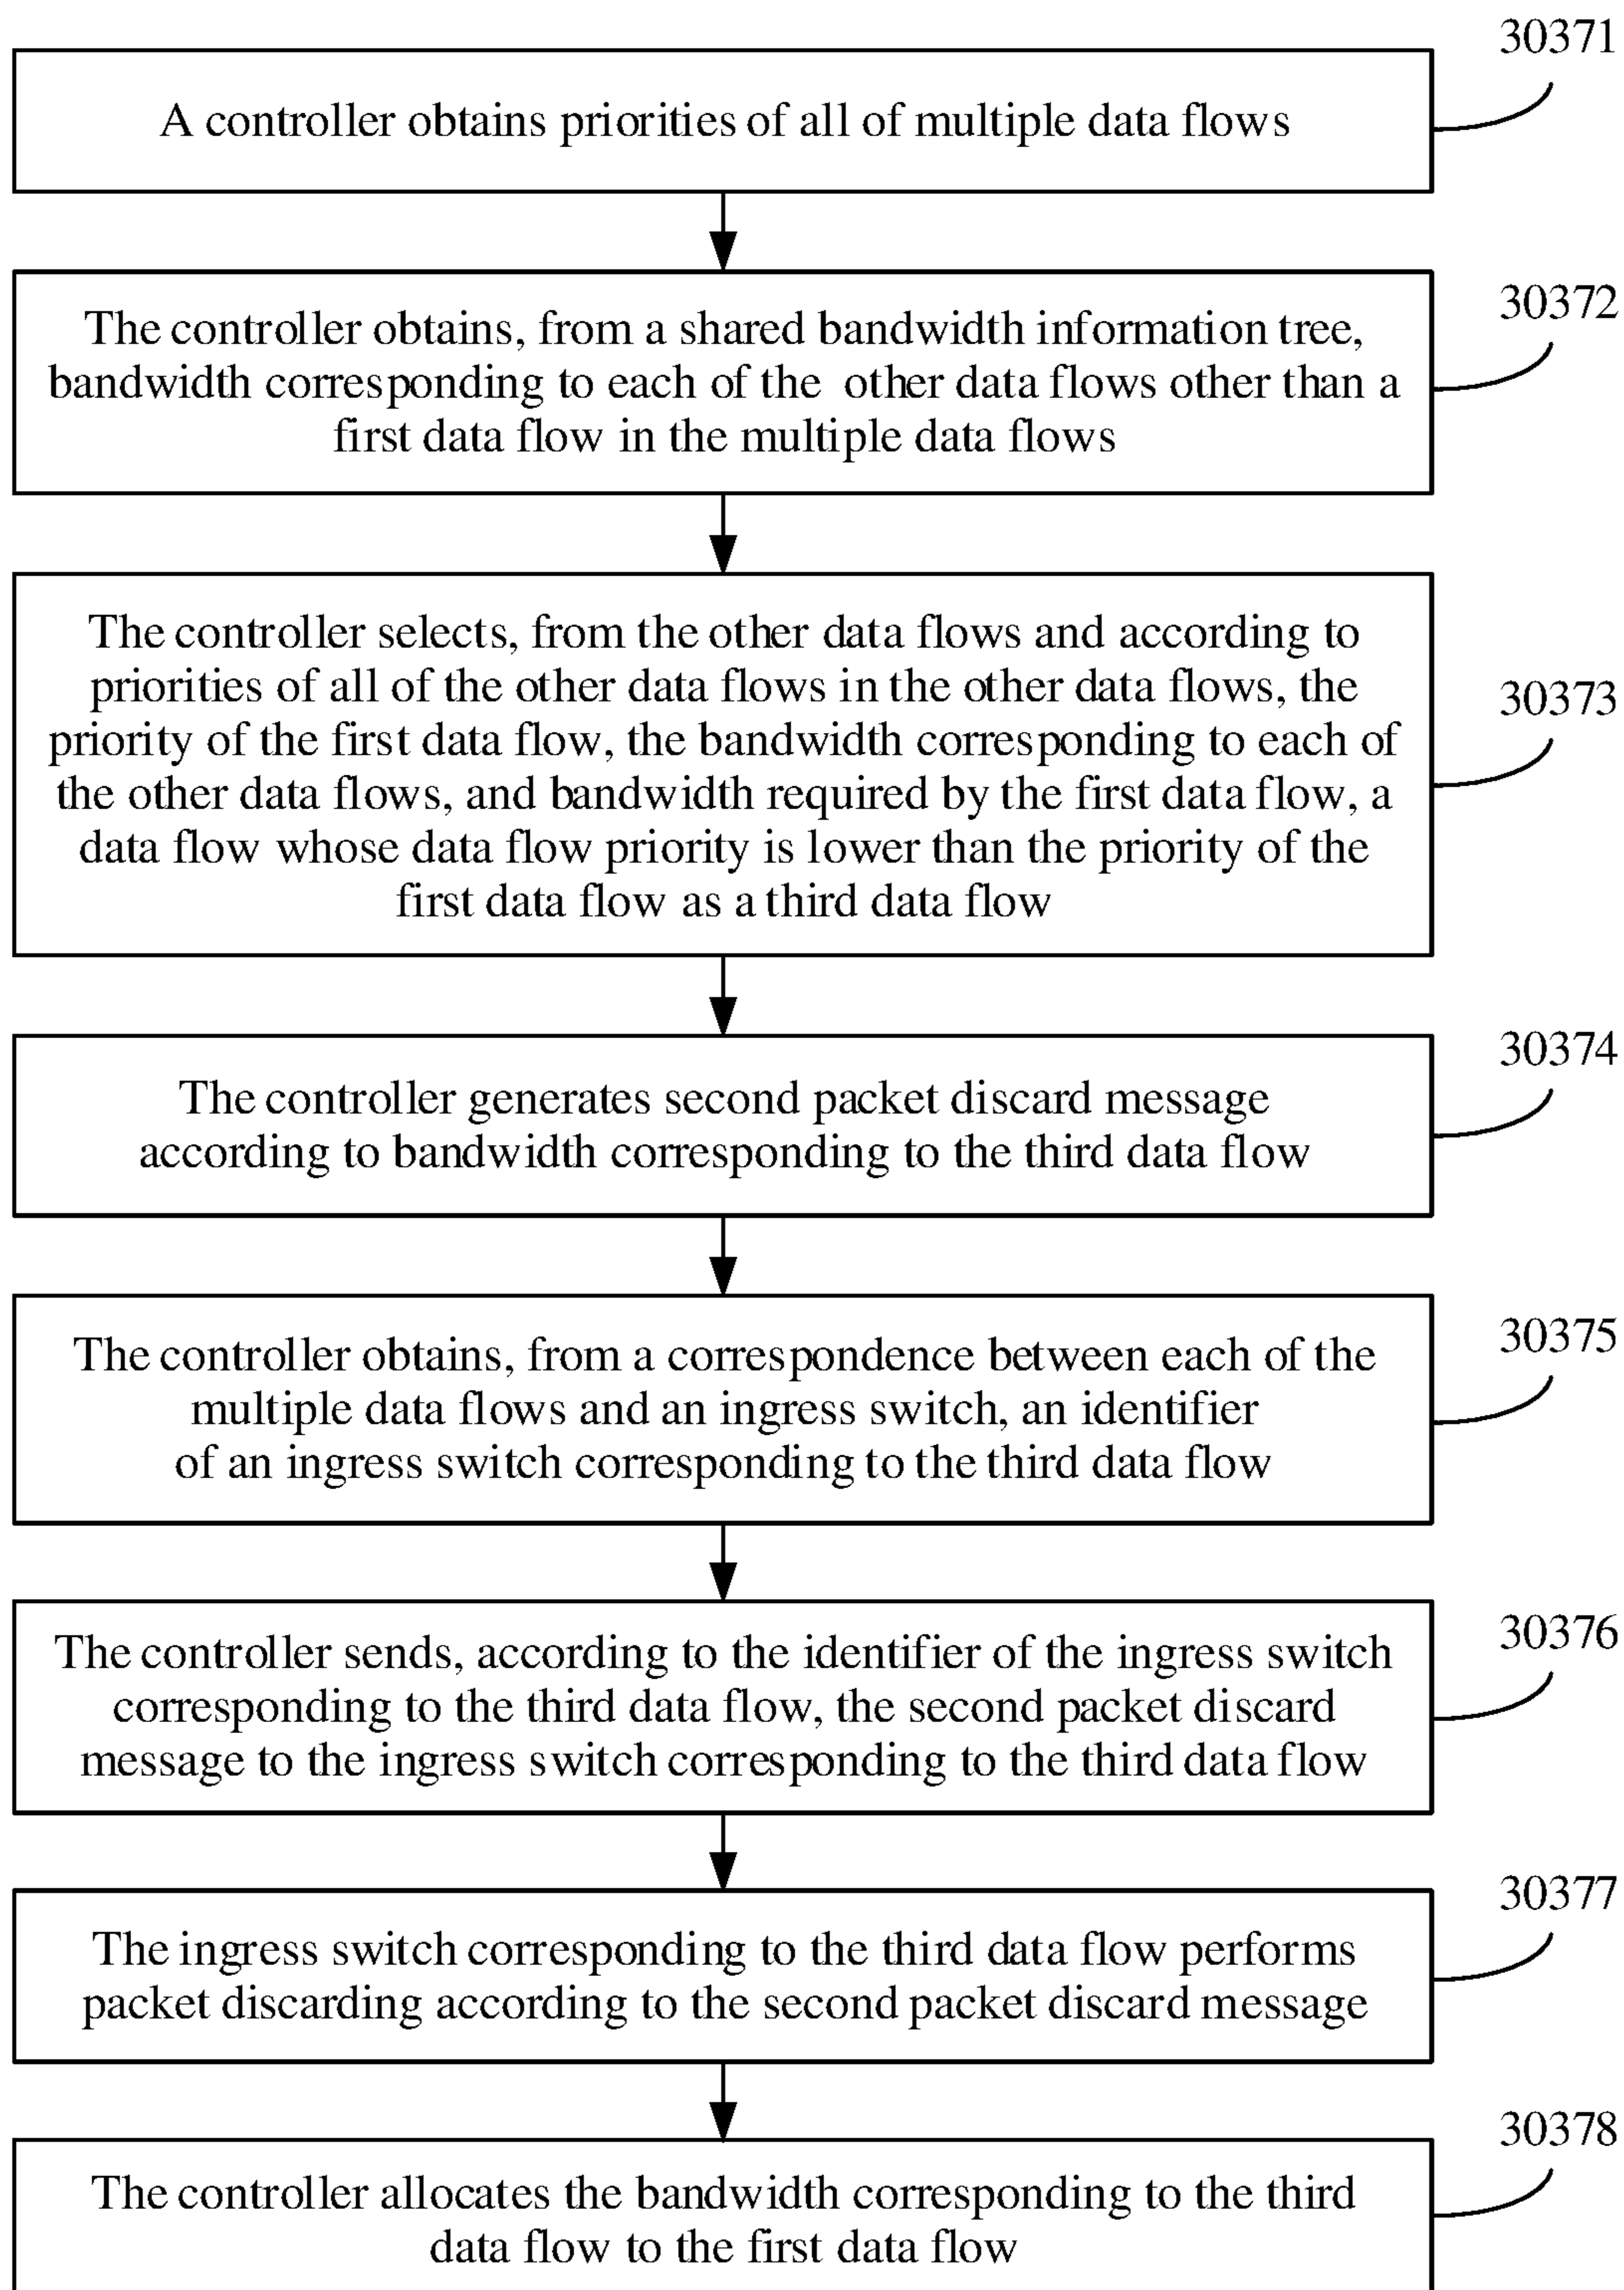 30371
A controller obtains priorities of all of multiple data flows
30372
The controller obtains, from a shared bandwidth information tree,
bandwidth corresponding to each of the other data flows other than a
first data flow in the multiple data flows
30373
The controller selects, from the other data flows and according to
priorities of all of the other data flows in the other data flows, the
priority of the first data flow, the bandwidth corresponding to each of
the other data flows, and bandwidth required by the first data flow, a
data flow whose data flow priority is lower than the priority of the
first data flow as a third data flow
30374
The controller generates second packet discard message
according to bandwidth corresponding to the third data flow
30375
The controller obtains, from a correspondence between each of the
multiple data flows and an ingress switch, an identifier
of an ingress switch corresponding to the third data flow
30376
The controller sends, according to the identifier of the ingress switch
corresponding to the third data flow, the second packet discard
message to the ingress switch corresponding to the third data flow
30377
The ingress switch corresponding to the third data flow performs
packet discarding according to the second packet discard message
30378
The controller allocates the bandwidth corresponding to the third
data flow to the first data flow